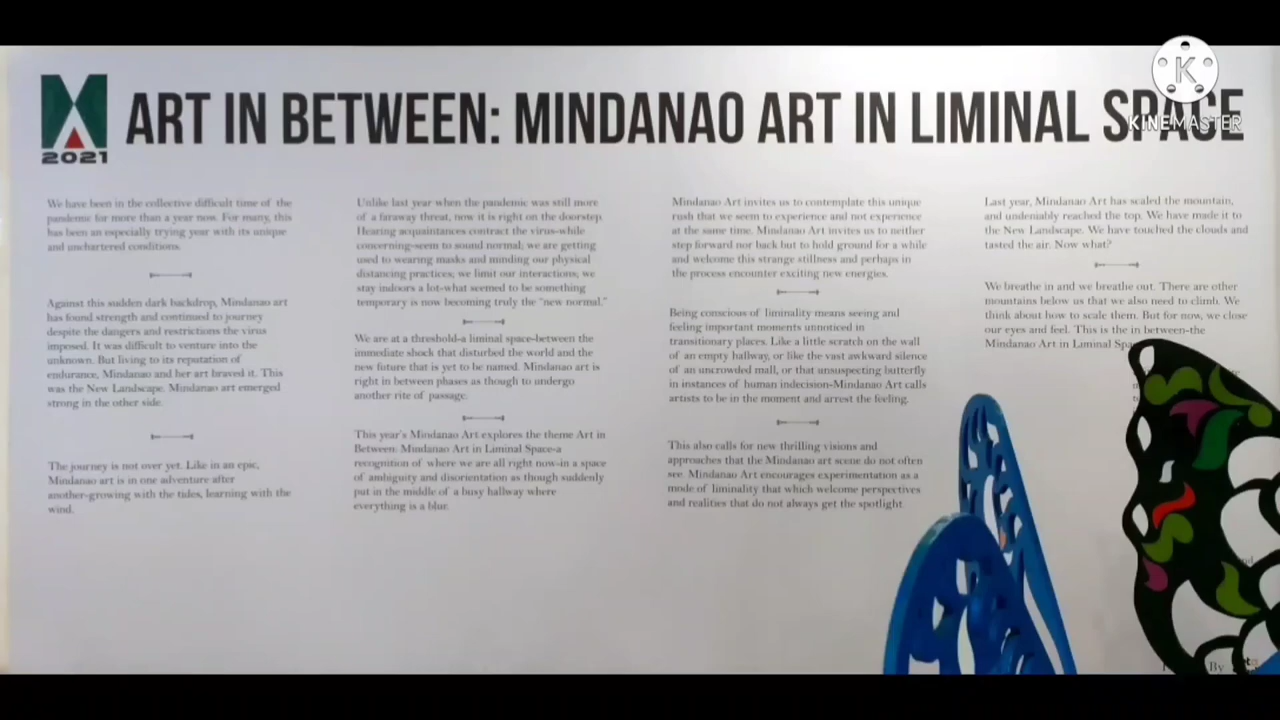 2021
ART IN BETWEEN: MINDANAO ART IN LIMINAL SPACE
K
KINEMASTER
We have been in the collective difficult time of the
pandemic for more than a year now. For many, this
has been an especially trying year with its unique
and unchartered conditions.
Against this sudden dark backdrop, Mindanao art
has found strength and continued to journey
despite the dangers and restrictions the virus
imposed. It was difficult to venture into the
unknown. But living to its reputation of
endurance, Mindanao and her art braved it. This
was the New Landscape. Mindanao art emerged
strong in the other side.
The journey is not over yet. Like in an epic,
Mindanao art is in one adventure after
another-growing with the tides, learning with the
wind.
Unlike last year when the pandemic was still more
of a faraway threat, now it is right on the doorstep.
Hearing acquaintances contract the virus-while
concerning-seem to sound normal; we are getting
used to wearing masks and minding our physical
distancing practices; we limit our interactions; we
stay indoors a lot-what seemed to be something
temporary is now becoming truly the "new normal."
We are at a threshold-a liminal space-between the
immediate shock that disturbed the world and the
new future that is yet to be named. Mindanao art is
right in between phases as though to undergo
another rite of passage.
This year's Mindanao Art explores the theme Art in
Between: Mindanao Art in Liminal Space-a
recognition of where we are all right now-in a space
of ambiguity and disorientation as though suddenly
put in the middle of a busy hallway where
everything is a blur.
Mindanao Art invites us to contemplate this unique
rush that we seem to experience and not experience
at the same time. Mindanao Art invites us to neither
step forward nor back but to hold ground for a while
and welcome this strange stillness and perhaps in
the process encounter exciting new energies.
Being conscious of liminality means seeing and
feeling important moments unnoticed in
transitionary places. Like a little scratch on the wall
of an empty hallway, or like the vast awkward silence
of an uncrowded mall, or that unsuspecting butterfly
in instances of human indecision-Mindanao Art calls
artists to be in the moment and arrest the feeling.
This also calls for new thrilling visions and
approaches that the Mindanao art scene do not often
see. Mindanao Art encourages experimentation as a
mode of liminality that which welcome perspectives
and realities that do not always get the spotlight.
Last year, Mindanao Art has scaled the mountain,
and undeniably reached the top. We have made it to
the New Landscape. We have touched the clouds and
tasted the air. Now what?
We breathe in and we breathe out. There are other
mountains below us that we also need to climb. We
think about how to scale them. But for now, we close
our eyes and feel. This is the in between-the
Mindanao Art in Liminal Spa
By